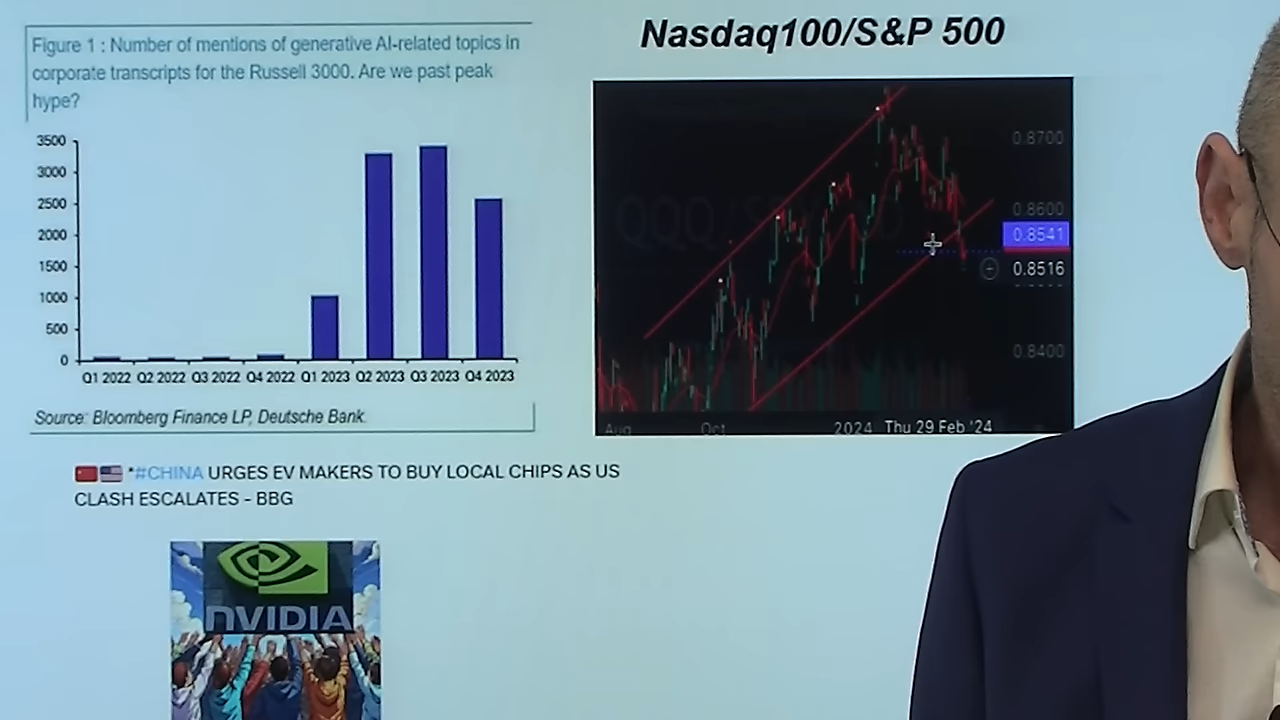 Figure 1 : Number of mentions of generative AI-related topics in
corporate transcripts for the Russell 3000. Are we past peak
hype?
3500
3000
2500
2000
1500
1000
500
0
Q1 2022 Q2 2022 Q3 2022 Q4 2022 Q1 2023 Q2 2023 Q3 2023 Q4 2023
Source: Bloomberg Finance LP, Deutsche Bank.
Nasdaq100/S&P 500
QQQ
0.8700
0.8600
0.8541
0.8516
0.8400
Aug Oct 2024 Thu 29 Feb '24
*#CHINA URGES EV MAKERS TO BUY LOCAL CHIPS AS US
CLASH ESCALATES - BBG
NVIDIA